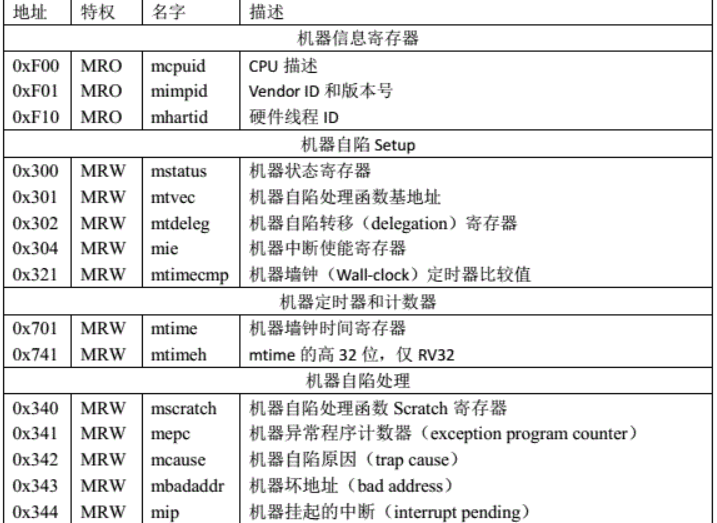 地址 特权 名字 描述
机器信息寄存器
0xF00 MRO mcpuid CPU 描述
0xF01 MRO mimpid Vendor ID 和版本号
0xF10 MRO mhartid 硬件线程 ID
机器自陷 Setup
0x300 MRW mstatus 机器状态寄存器
0x301 MRW mtvec 机器自陷处理函数基地址
0x302 MRW mtdeleg 机器自陷转移（delegation）寄存器
0x304 MRW mie 机器中断使能寄存器
0x321 MRW mtimecmp 机器墙钟（Wall-clock）定时器比较值
机器定时器和计数器
0x701 MRW mtime 机器墙钟时间寄存器
0x741 MRW mtimeh mtime 的高 32 位，仅 RV32
机器自陷处理
0x340 MRW mscratch 机器自陷处理函数 Scratch 寄存器
0x341 MRW mepc 机器异常程序计数器（exception program counter）
0x342 MRW mcause 机器自陷原因（trap cause）
0x343 MRW mbadaddr 机器坏地址（bad address）
0x344 MRW mip 机器挂起的中断（interrupt pending）